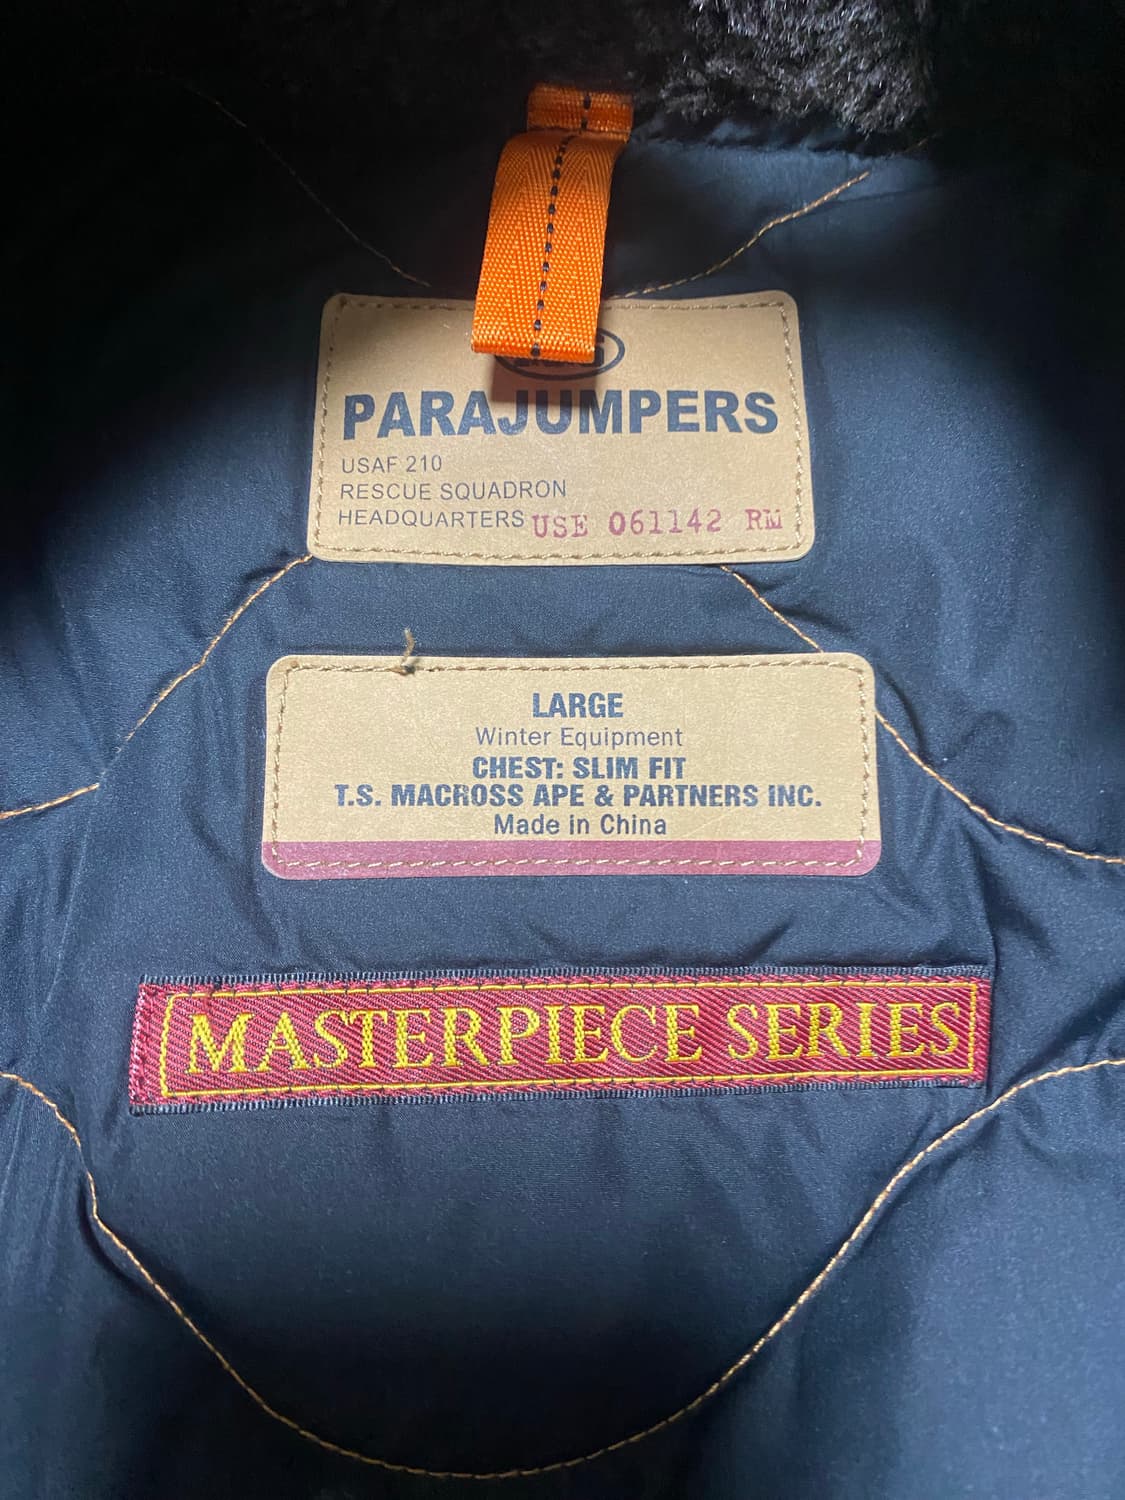 PARAJUMPERS
USAF 210
RESCUE SQUADRON
HEADQUARTERS USE 061142 RM
LARGE
Winter Equipment
CHEST: SLIM FIT
T.S. MACROSS APE & PARTNERS INC.
Made in China
MASTERPIECE SERIES